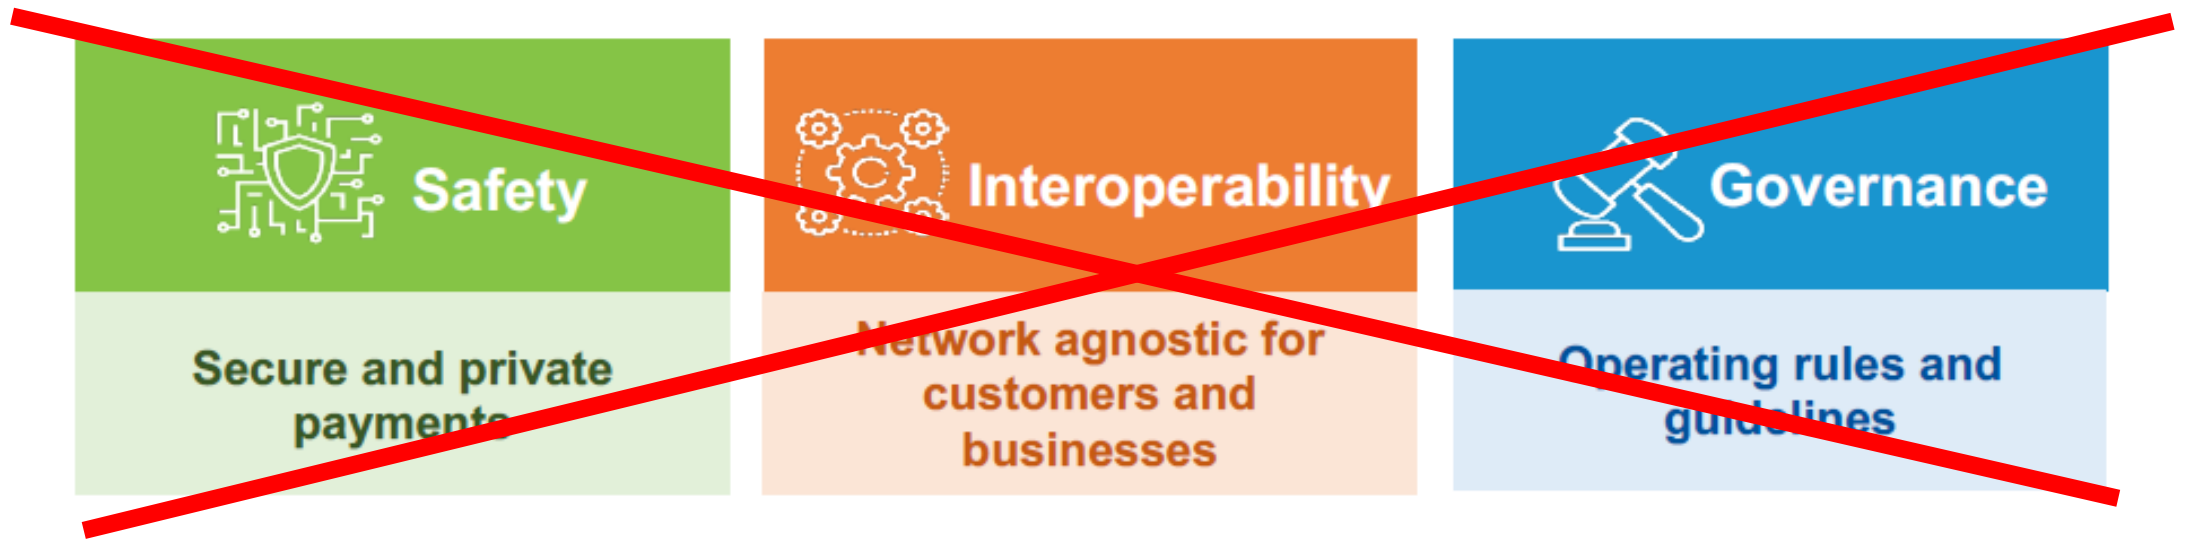 Safety
Secure and private
payments
Interoperability
Network agnostic for
customers and
businesses
Governance
Operating rules and
guidelines